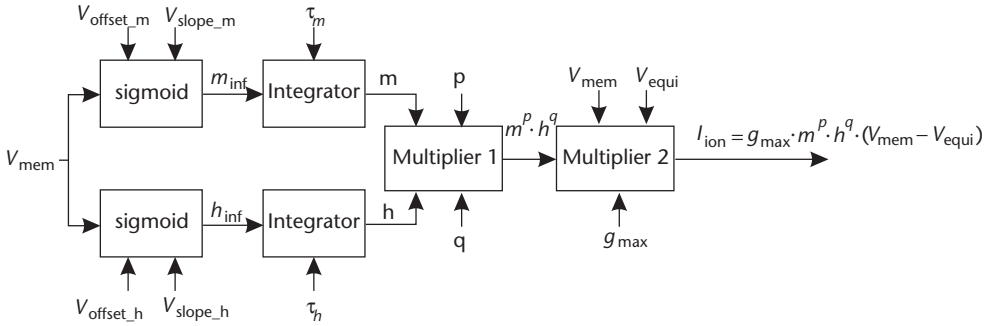 V_offset_m V_slope_m τ_m
sigmoid m_inf Integrator m p
V_mem V_equi
V_mem
Multiplier 1 m^p·h^q Multiplier 2 I_ion = g_max·m^p·h^q·(V_mem – V_equi)
sigmoid h_inf Integrator h q
g_max
V_offset_h V_slope_h τ_h